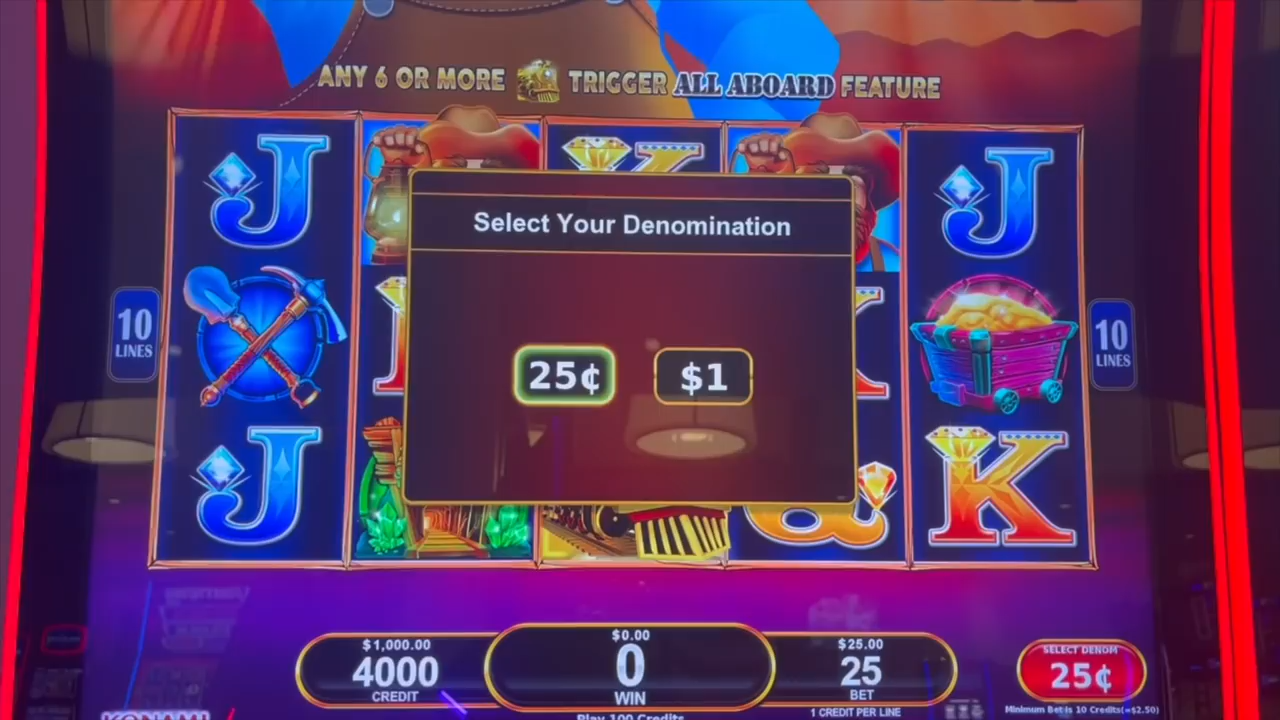 ANY 6 OR MORE TRIGGER ALL ABOARD FEATURE
J
K
J
10
LINES
Select Your Denomination
25¢
$1
10
LINES
J
Q
K
$1,000.00
4000
CREDIT
$0.00
0
WIN
$25.00
25
BET
1 CREDIT PER LINE
SELECT DENOM
25¢
Minimum Bet is 10 Credits(=$2.50)
KONAMI
Play 100 Credits